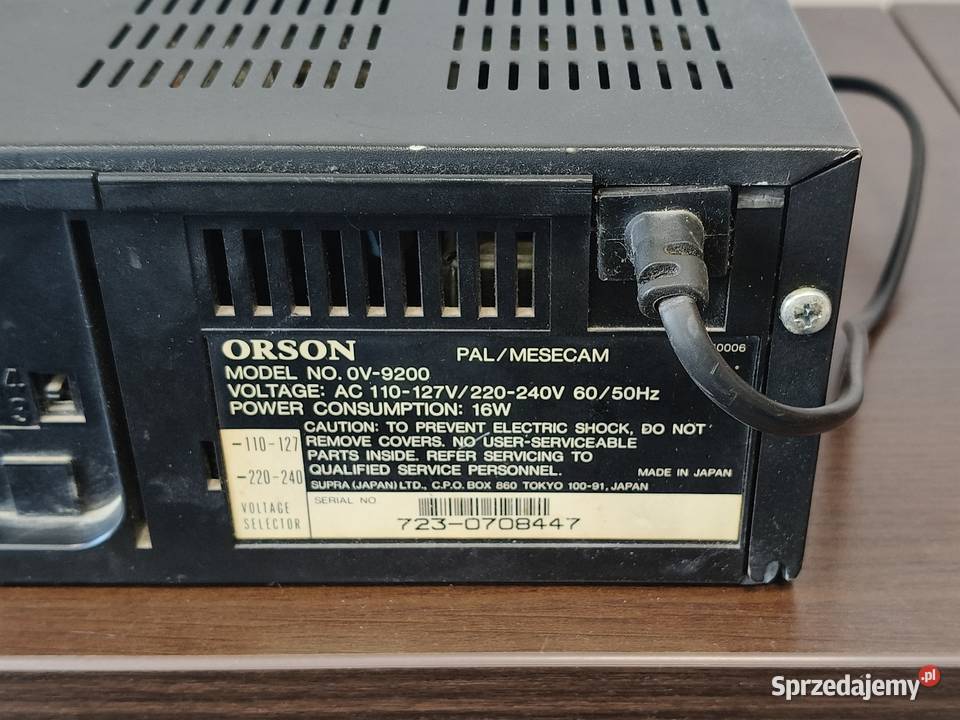 ORSON PAL/MESECAM
MODEL NO. OV-9200
VOLTAGE: AC 110-127V/220-240V 60/50Hz
POWER CONSUMPTION: 16W
CAUTION: TO PREVENT ELECTRIC SHOCK, DO NOT
REMOVE COVERS. NO USER-SERVICEABLE
PARTS INSIDE. REFER SERVICING TO
QUALIFIED SERVICE PERSONNEL.
MADE IN JAPAN
SUPRA (JAPAN) LTD., C.P.O. BOX 860 TOKYO 100-91, JAPAN
-110-127
-220-240
VOLTAGE
SELECTOR
SERIAL NO
723-0708447
4
3
Sprzedajemy.pl